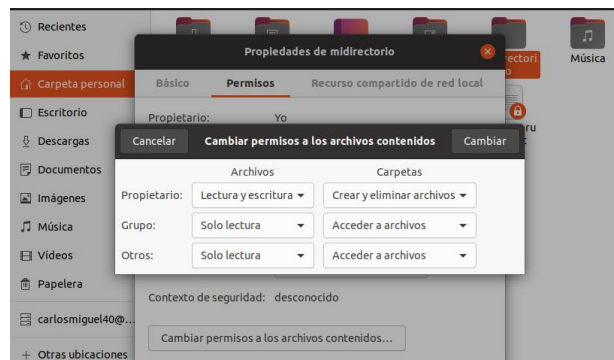 Recientes
Favoritos
Carpeta personal
Escritorio
Descargas
Documentos
Imágenes
Música
Vídeos
Papelera
carlosmiguel40@...
+ Otras ubicaciones
Música
Propiedades de midirectorio
Básico Permisos Recurso compartido de red local
Propietario: Yo
Cancelar Cambiar permisos a los archivos contenidos Cambiar
Archivos Carpetas
Propietario: Lectura y escritura Crear y eliminar archivos
Grupo: Solo lectura Acceder a archivos
Otros: Solo lectura Acceder a archivos
Contexto de seguridad: desconocido
Cambiar permisos a los archivos contenidos...